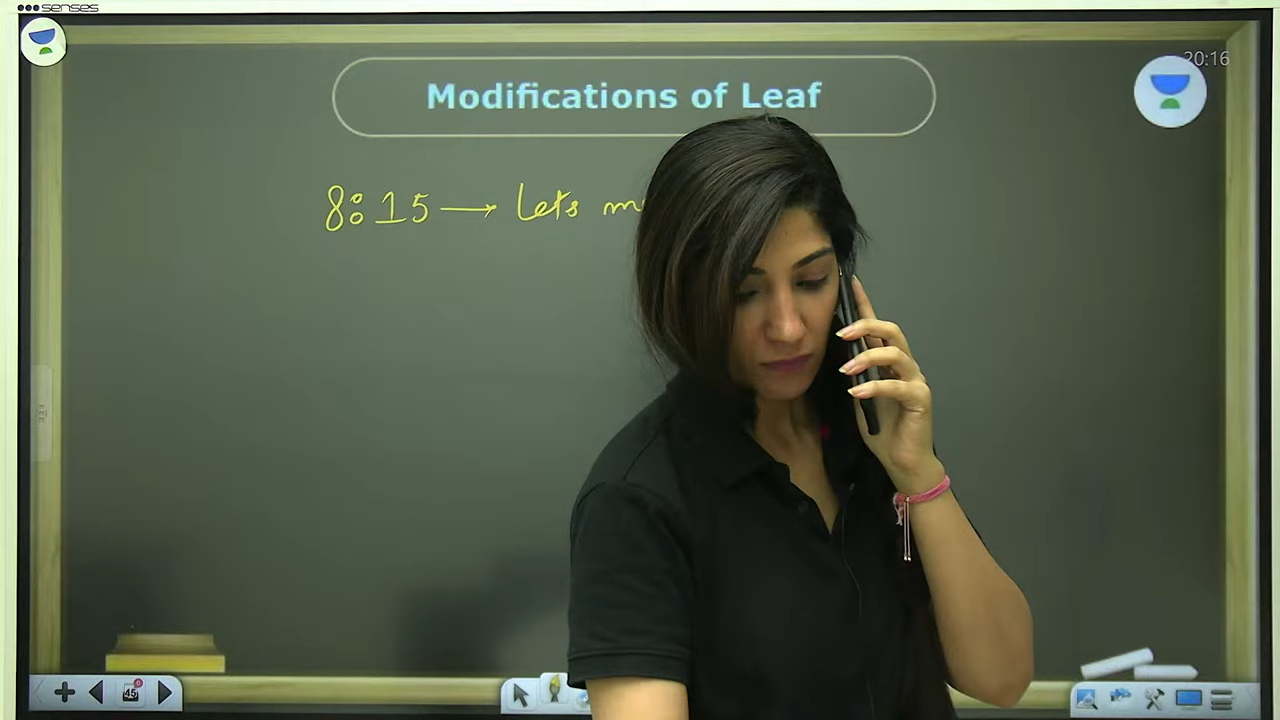 senses
20:16
Modifications of Leaf
8:15 → Lets
45